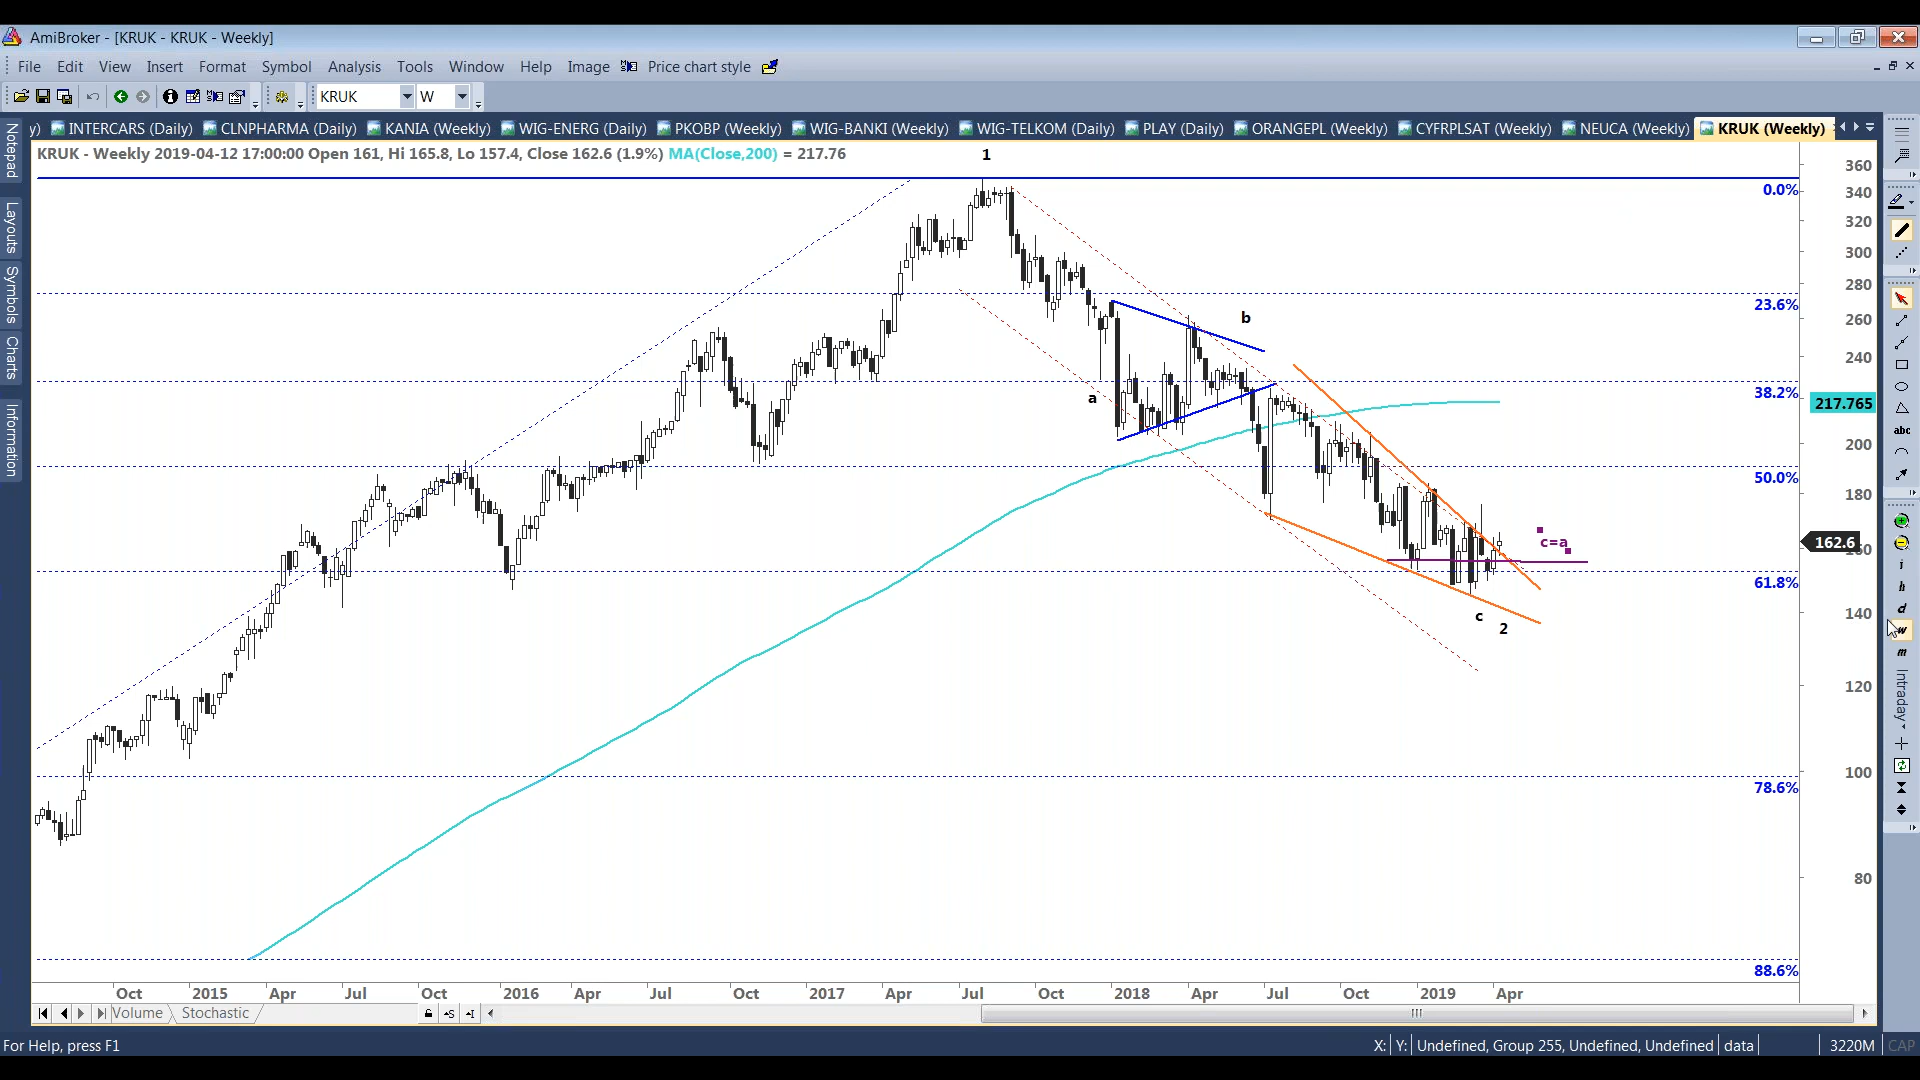 AmiBroker - [KRUK - KRUK - Weekly]
File Edit View Insert Format Symbol Analysis Tools Window Help Image Price chart style
KRUK W
y) INTERCARS (Daily) CLNPHARMA (Daily) KANIA (Weekly) WIG-ENERG (Daily) PKOBP (Weekly) WIG-BANKI (Weekly) WIG-TELKOM (Daily) PLAY (Daily) ORANGEPL (Weekly) CYFRPLSAT (Weekly) NEUCA (Weekly) KRUK (Weekly)
Notepad
Layouts
Symbols
Charts
Information
KRUK - Weekly 2019-04-12 17:00:00 Open 161, Hi 165.8, Lo 157.4, Close 162.6 (1.9%) MA(Close,200) = 217.76
1
360
0.0%
340
320
300
280
23.6%
b
260
240
38.2%
a
217.765
200
50.0%
180
c=a
162.6
160
61.8%
c
140
2
120
100
78.6%
80
88.6%
abc
i
h
d
w
m
Intraday
Oct 2015 Apr Jul Oct 2016 Apr Jul Oct 2017 Apr Jul Oct 2018 Apr Jul Oct 2019 Apr
Volume Stochastic
S I
For Help, press F1
X: Y: Undefined, Group 255, Undefined, Undefined data 3220M CAP